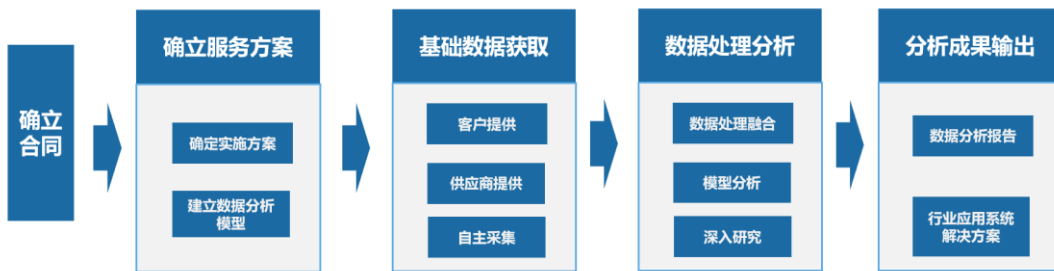 确立
合同
确立服务方案
确定实施方案
建立数据分析
模型
基础数据获取
客户提供
供应商提供
自主采集
数据处理分析
数据处理融合
模型分析
深入研究
分析成果输出
数据分析报告
行业应用系统
解决方案